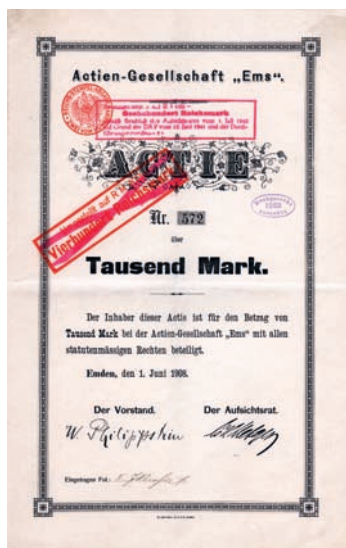 Actien-Gesellschaft „Ems“.
Sechshundert Reichsmark
ACTIE
Nr. 572
über
Vierhundert Reichsmark
Tausend Mark.
Der Inhaber dieser Actie ist für den Betrag von
Tausend Mark bei der Actien-Gesellschaft „Ems“ mit allen
statutenmässigen Rechten beteiligt.
Emden, den 1. Juni 1908.
Der Vorstand. Der Aufsichtsrat.
W. Philippstein
Eingetragen Fol.